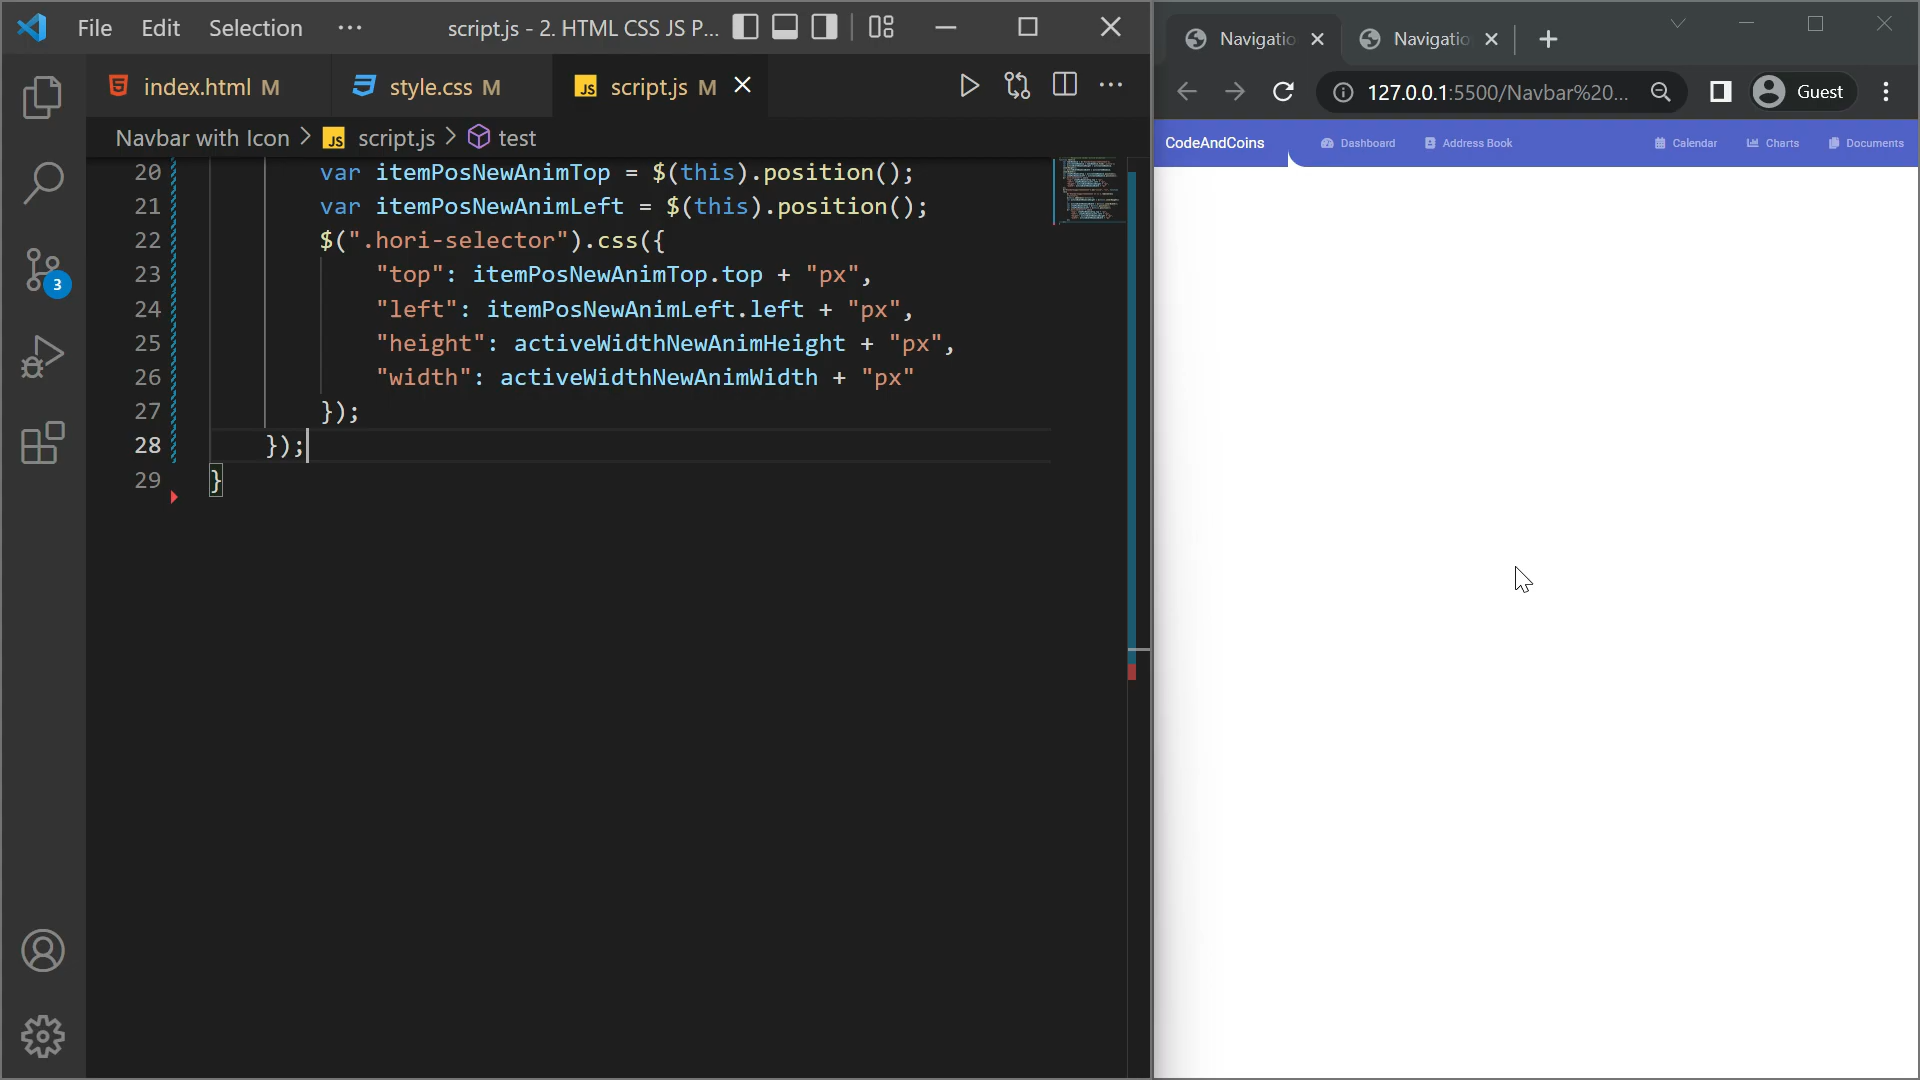 File Edit Selection ··· script.js - 2. HTML CSS JS P...
index.html M style.css M JS script.js M
Navbar with Icon > JS script.js > test
20 var itemPosNewAnimTop = $(this).position();
21 var itemPosNewAnimLeft = $(this).position();
22 $(".hori-selector").css({
23 "top": itemPosNewAnimTop.top + "px",
24 "left": itemPosNewAnimLeft.left + "px",
25 "height": activeWidthNewAnimHeight + "px",
26 "width": activeWidthNewAnimWidth + "px"
27 });
28 });
29 }
3
Navigatio Navigatio
127.0.0.1:5500/Navbar%20... Guest
CodeAndCoins Dashboard Address Book Calendar Charts Documents